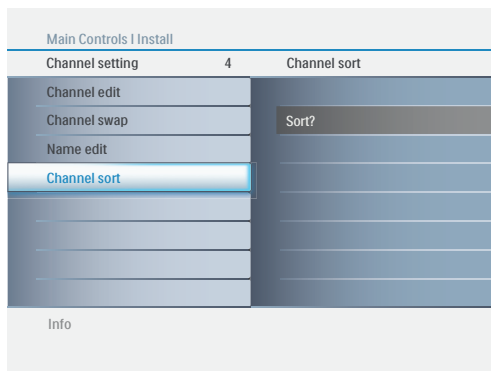 Main Controls I Install
Channel setting 4 Channel sort
Channel edit
Channel swap Sort?
Name edit
Channel sort
Info